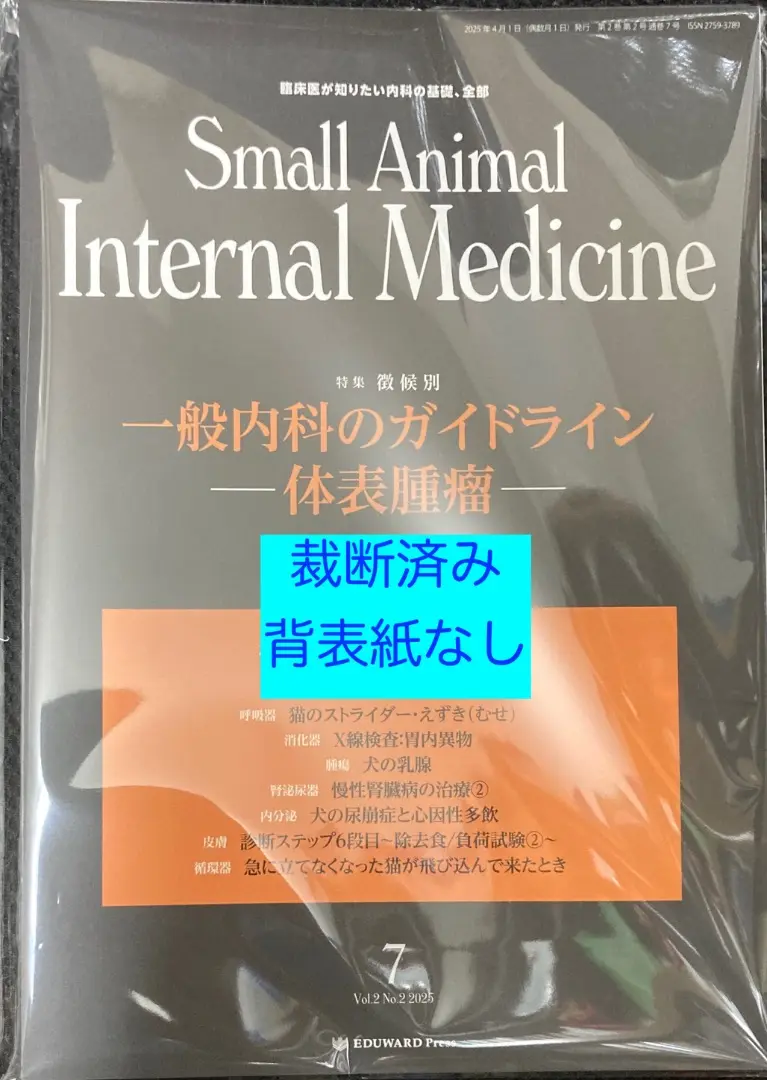 2025年4月1日(偶数月1日)発行 第2巻第2号通巻7号 ISSN 2759-3789
臨床医が知りたい内科の基礎、全部
Small Animal
Internal Medicine
特集 徴候別
一般内科のガイドライン
―体表腫瘤―
裁断済み
背表紙なし
呼吸器 猫のストライダー・えずき(むせ)
消化器 X線検査:胃内異物
腫瘍 犬の乳腺
腎泌尿器 慢性腎臓病の治療②
内分泌 犬の尿崩症と心因性多飲
皮膚 診断ステップ6段目~除去食/負荷試験②~
循環器 急に立てなくなった猫が飛び込んで来たとき
7
Vol.2 No.2 2025
EDUWARD Press